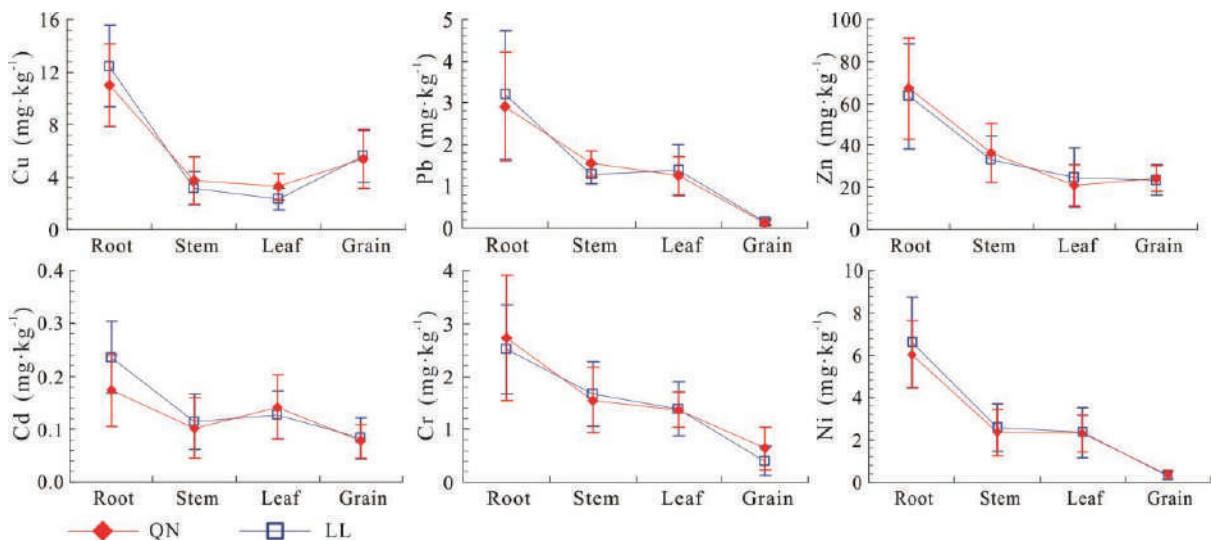 Cu (mg·kg⁻¹)
16
12
8
4
0
Root Stem Leaf Grain
Pb (mg·kg⁻¹)
5
4
3
2
1
0
Root Stem Leaf Grain
Zn (mg·kg⁻¹)
100
80
60
40
20
0
Root Stem Leaf Grain
Cd (mg·kg⁻¹)
0.4
0.3
0.2
0.1
0.0
Root Stem Leaf Grain
Cr (mg·kg⁻¹)
4
3
2
1
0
Root Stem Leaf Grain
Ni (mg·kg⁻¹)
10
8
6
4
2
0
Root Stem Leaf Grain
QN LL